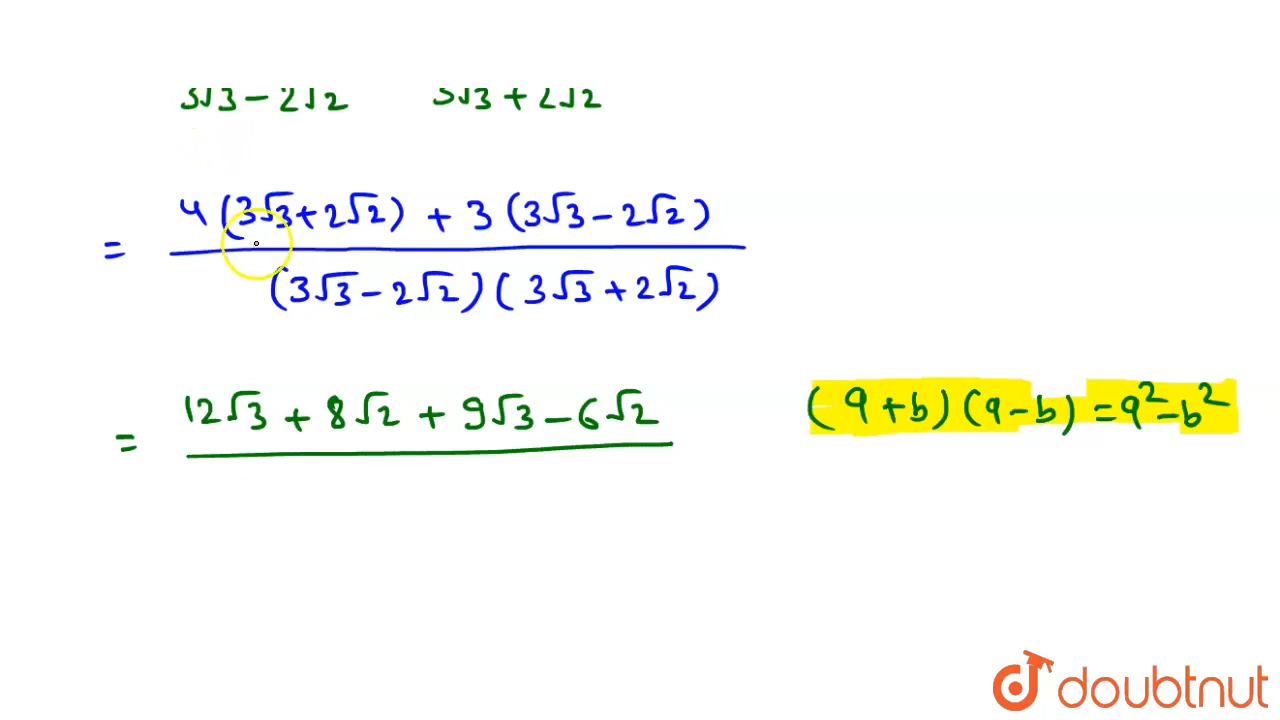 3√3 - 2√2 3√3 + 2√2
4 (3√3 + 2√2) + 3 (3√3 - 2√2)
=
(3√3 - 2√2) (3√3 + 2√2)
12√3 + 8√2 + 9√3 - 6√2
=
(a + b) (a - b) = a² - b²
doubtnut